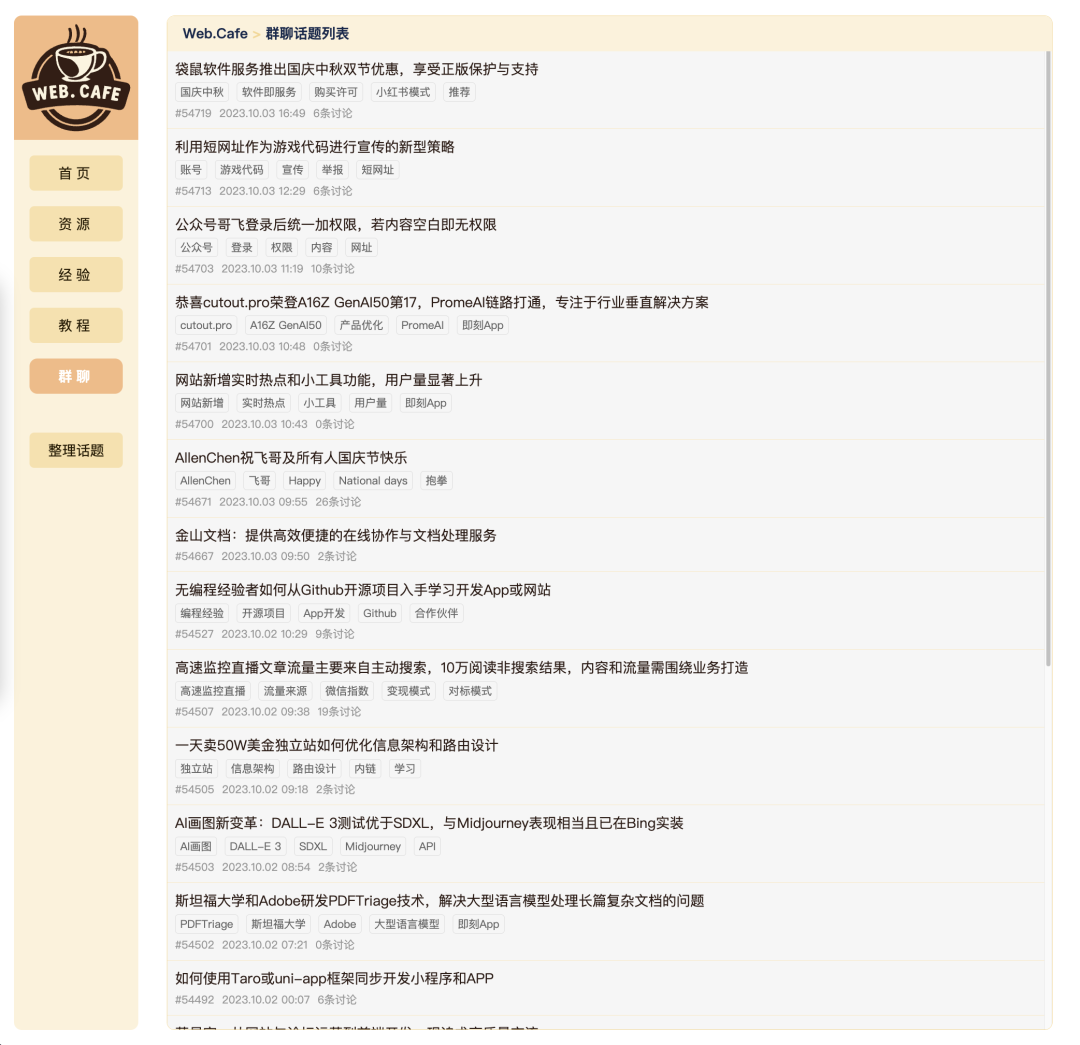 WEB. CAFE
首 页
资 源
经 验
教 程
群 聊
整理话题
Web.Cafe > 群聊话题列表
袋鼠软件服务推出国庆中秋双节优惠，享受正版保护与支持
国庆中秋 软件即服务 购买许可 小红书模式 推荐
#54719 2023.10.03 16:49 6条讨论
利用短网址作为游戏代码进行宣传的新型策略
账号 游戏代码 宣传 举报 短网址
#54713 2023.10.03 12:29 6条讨论
公众号哥飞登录后统一加权限，若内容空白即无权限
公众号 登录 权限 内容 网址
#54703 2023.10.03 11:19 10条讨论
恭喜cutout.pro荣登A16Z GenAI50第17，PromeAI链路打通，专注于行业垂直解决方案
cutout.pro A16Z GenAI50 产品优化 PromeAI 即刻App
#54701 2023.10.03 10:48 0条讨论
网站新增实时热点和小工具功能，用户量显著上升
网站新增 实时热点 小工具 用户量 即刻App
#54700 2023.10.03 10:43 0条讨论
AllenChen祝飞哥及所有人国庆节快乐
AllenChen 飞哥 Happy National days 抱拳
#54671 2023.10.03 09:55 26条讨论
金山文档：提供高效便捷的在线协作与文档处理服务
#54667 2023.10.03 09:50 2条讨论
无编程经验者如何从Github开源项目入手学习开发App或网站
编程经验 开源项目 App开发 Github 合作伙伴
#54527 2023.10.02 10:29 9条讨论
高速监控直播文章流量主要来自主动搜索，10万阅读非搜索结果，内容和流量需围绕业务打造
高速监控直播 流量来源 微信指数 变现模式 对标模式
#54507 2023.10.02 09:38 19条讨论
一天卖50W美金独立站如何优化信息架构和路由设计
独立站 信息架构 路由设计 内链 学习
#54505 2023.10.02 09:18 2条讨论
AI画图新变革：DALL-E 3测试优于SDXL，与Midjourney表现相当且已在Bing实装
AI画图 DALL-E 3 SDXL Midjourney API
#54503 2023.10.02 08:54 2条讨论
斯坦福大学和Adobe研发PDFTriage技术，解决大型语言模型处理长篇复杂文档的问题
PDFTriage 斯坦福大学 Adobe 大型语言模型 即刻App
#54502 2023.10.02 07:21 0条讨论
如何使用Taro或uni-app框架同步开发小程序和APP
#54492 2023.10.02 00:07 6条讨论